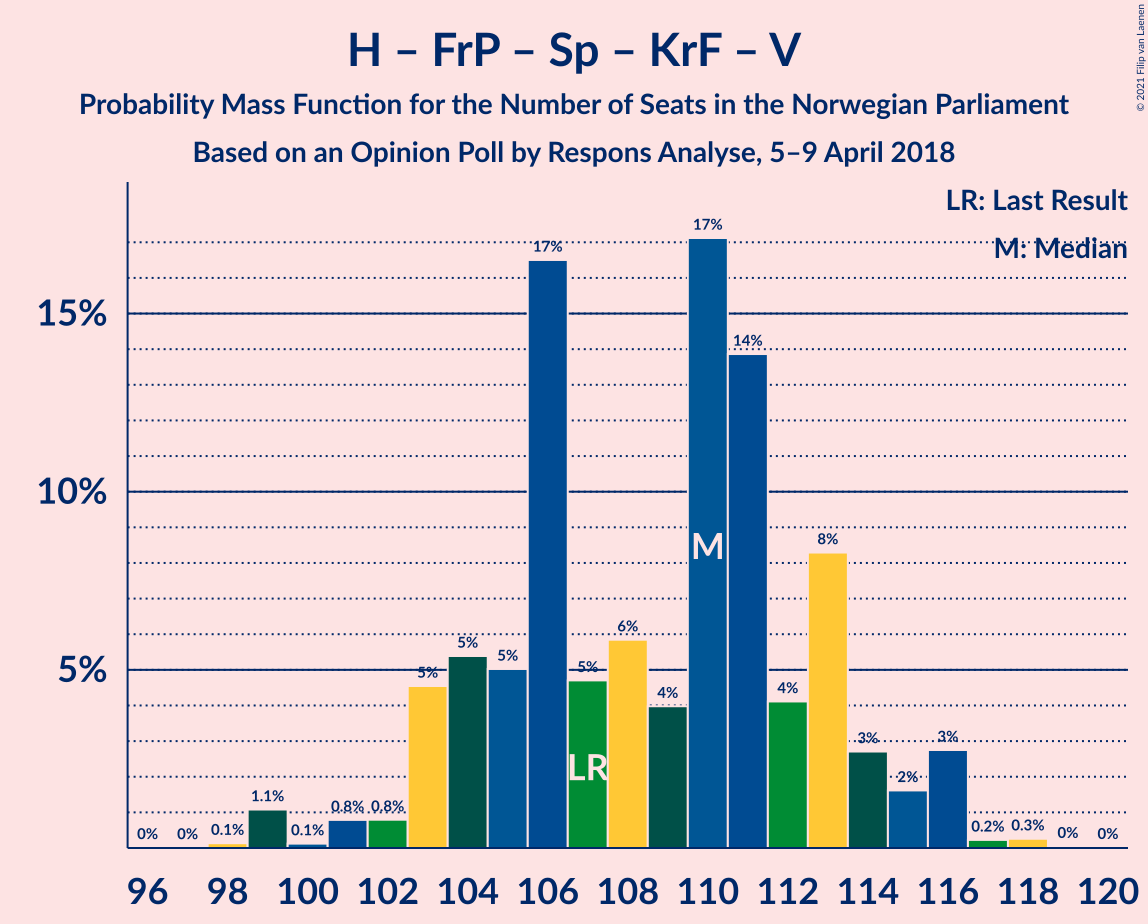 H – FrP – Sp – KrF – V
Probability Mass Function for the Number of Seats in the Norwegian Parliament
Based on an Opinion Poll by Respons Analyse, 5–9 April 2018
© 2021 Filip van Laenen
LR: Last Result
M: Median
15%
10%
5%
0% 0% 0.1% 1.1% 0.1% 0.8% 0.8% 5% 5% 5% 17% 5% 6% 4% 17% 14% 4% 8% 3% 2% 3% 0.2% 0.3% 0% 0%
M
LR
96 98 100 102 104 106 108 110 112 114 116 118 120